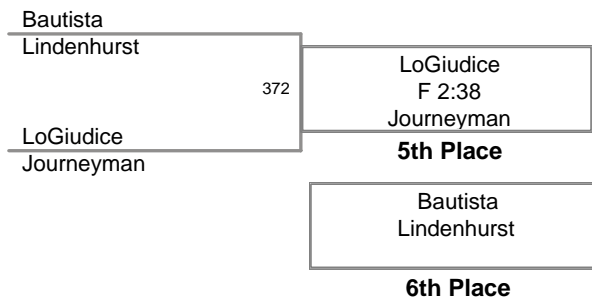 Bautista
Lindenhurst
372
LoGiudice
Journeyman
LoGiudice
F 2:38
Journeyman
5th Place
Bautista
Lindenhurst
6th Place